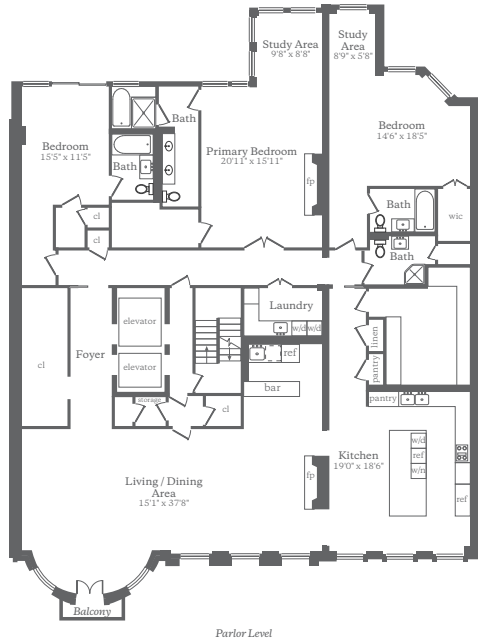 Study Area
9'8" x 8'8"
Study
Area
8'9" x 5'8"
Bath
Bedroom
15'5" x 11'5"
Bath
Primary Bedroom
20'11" x 15'11"
fp
Bedroom
14'6" x 18'5"
Bath
wic
Bath
cl
cl
elevator
elevator
Foyer
cl
Laundry
w/d
w/d
ref
bar
linen
pantry
storage
cl
pantry
Kitchen
19'0" x 18'6"
w/d
ref
w/n
ref
Living / Dining
Area
15'1" x 37'8"
fp
Balcony
Parlor Level